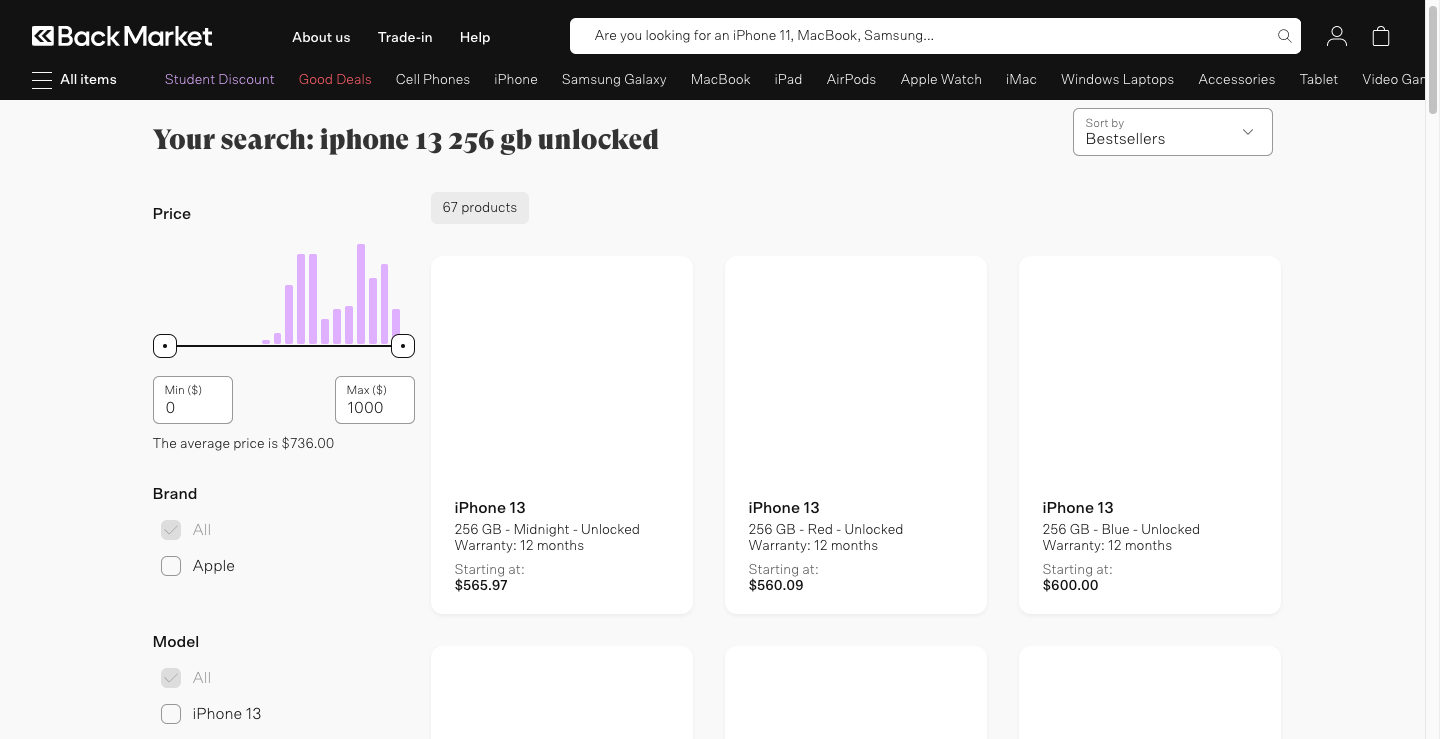 Back Market
About us Trade-in Help
Are you looking for an iPhone 11, MacBook, Samsung...
All items
Student Discount Good Deals Cell Phones iPhone Samsung Galaxy MacBook iPad AirPods Apple Watch iMac Windows Laptops Accessories Tablet Video Gam
Your search: iphone 13 256 gb unlocked
Sort by
Bestsellers
Price
Min ($)
0
Max ($)
1000
The average price is $736.00
Brand
All
Apple
Model
All
iPhone 13
67 products
iPhone 13
256 GB - Midnight - Unlocked
Warranty: 12 months
Starting at:
$565.97
iPhone 13
256 GB - Red - Unlocked
Warranty: 12 months
Starting at:
$560.09
iPhone 13
256 GB - Blue - Unlocked
Warranty: 12 months
Starting at:
$600.00